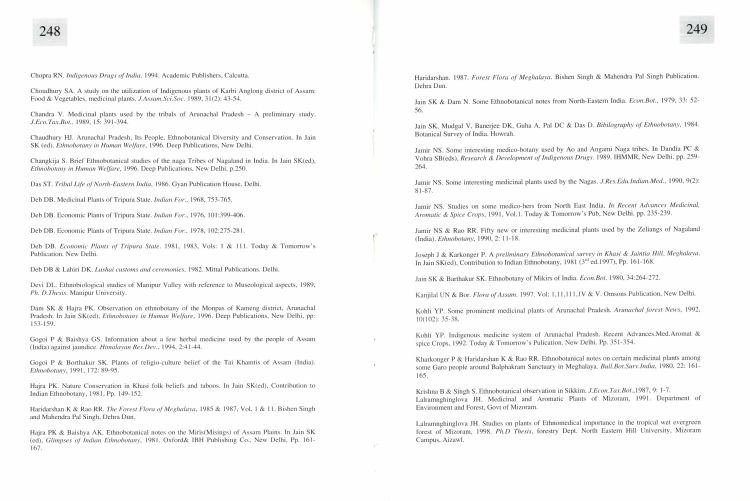 248
Chopra RN. Indigenous Drugs of India. 1994. Academic Publishers, Calcutta.
Choudhury SA. A study on the utilization of Indigenous plants of Karbi Anglong district of Assam:
Food & Vegetables, medicinal plants. J.Assam.Sci.Soc. 1989, 31(2): 43-54.
Chandra V. Medicinal plants used by the tribals of Arunachal Pradesh – A preliminary study.
J.Eco.Tax.Bot., 1989, 15: 391-394.
Chaudhury HJ. Arunachal Pradesh, Its People, Ethnobotanical Diversity and Conservation. In Jain
SK (ed). Ethnobotany in Human Welfare, 1996. Deep Publications, New Delhi.
Changkija S. Brief Ethnobotanical studies of the naga Tribes of Nagaland in India. In Jain SK(ed),
Ethnobotany in Human Welfare, 1996. Deep Publications, New Delhi. p.250.
Das ST. Tribal Life of North-Eastern India, 1986. Gyan Publication House, Delhi.
Deb DB. Medicinal Plants of Tripura State. Indian For., 1968, 753-765.
Deb DB. Economic Plants of Tripura State. Indian For., 1976, 101:399-406.
Deb DB. Economic Plants of Tripura State. Indian For., 1978, 102:275-281.
Deb DB. Economic Plants of Tripura State. 1981, 1983, Vols: 1 & 111. Today & Tomorrow's
Publication. New Delhi.
Deb DB & Lahiri DK. Lushai customs and ceremonies, 1982. Mittal Publications. Delhi.
Devi DL. Ethnobiological studies of Manipur Valley with reference to Museological aspects, 1989,
Ph. D.Thesis. Manipur University.
Dam SK & Hajra PK. Observation on ethnobotany of the Monpas of Kameng district, Arunachal
Pradesh. In Jain SK(ed), Ethnobotany in Human Welfare, 1996. Deep Publications, New Delhi, pp:
153-159.
Gogoi P & Baishya GS. Information about a few herbal medicine used by the people of Assam
(India) against jaundice. Himalayan Res.Dev., 1994, 2:41-44.
Gogoi P & Borthakur SK. Plants of religio-culture belief of the Tai Khamtis of Assam (India).
Ethnobotany, 1991, 172: 89-95.
Hajra PK. Nature Conservation in Khasi folk beliefs and taboos. In Jain SK(ed). Contribution to
Indian Ethnobotany, 1981, Pp. 149-152.
Haridarshan K & Rao RR. The Forest Flora of Meghalaya, 1985 & 1987, Vol. 1 & 11. Bishen Singh
and Mahendra Pal Singh, Dehra Dun.
Hajra PK & Baishya AK. Ethnobotanical notes on the Miris(Misings) of Assam Plains. In Jain SK
(ed), Glimpses of Indian Ethnobotany, 1981. Oxford& IBH Publishing Co., New Delhi, Pp. 161-
167.
249
Haridarshan. 1987. Forest Flora of Meghalaya. Bishen Singh & Mahendra Pal Singh Publication.
Dehra Dun.
Jain SK & Dam N. Some Ethnobotanical notes from North-Eastern India. Econ.Bot., 1979, 33: 52-
56.
Jain SK, Mudgal V, Banerjee DK, Guha A, Pal DC & Das D. Bibilography of Ethnobotany, 1984.
Botanical Survey of India. Howrah.
Jamir NS. Some interesting medico-botany used by Ao and Angami Naga tribes. In Dandia PC &
Vohra SB(eds), Research & Development of Indigenous Drugs. 1989. IHMMR, New Delhi. pp. 259-
264.
Jamir NS. Some interesting medicinal plants used by the Nagas. J.Res.Edu.Indian.Med., 1990, 9(2):
81-87.
Jamir NS. Studies on some medico-hers from North East India. In Recent Advances Medicinal,
Aromatic & Spice Crops, 1991, Vol.1. Today & Tomorrow's Pub, New Delhi. pp. 235-239.
Jamir NS & Rao RR. Fifty new or interesting medicinal plants used by the Zeliangs of Nagaland
(India). Ethnobotany, 1990, 2: 11-18.
Joseph J & Karkonger P. A preliminary Ethnobotanical survey in Khasi & Jaintia Hill, Meghalaya.
In Jain SK(ed), Contribution to Indian Ethnobotany, 1981 (3rd ed.1997), Pp. 161-168.
Jain SK & Barthakur SK. Ethnobotany of Mikirs of India. Econ.Bot. 1980, 34:264-272.
Kanjilal UN & Bor. Flora of Assam. 1997. Vol: 1,11,111,1V & V. Omsons Publication, New Delhi.
Kohli YP. Some prominent medicinal plants of Arunachal Pradesh. Arunachal forest News, 1992,
10(102): 35-38.
Kohli YP. Indigenous medicine system of Arunachal Pradesh. Recent Advances.Med.Aromat &
spice Crops, 1992. Today & Tomorrow's Pulication, New Delhi. Pp. 351-354.
Kharkonger P & Haridarshan K & Rao RR. Ethnobotanical notes on certain medicinal plants among
some Garo people around Balphakram Sanctuary in Meghalaya. Bull.Bot.Surv.India, 1980, 22: 161-
165.
Krishna B & Singh S. Ethnobotanical observation in Sikkim. J.Econ.Tax.Bot.,1987, 9: 1-7.
Lalramnghinglova JH. Medicinal and Aromatic Plants of Mizoram, 1991. Department of
Environment and Forest, Govt of Mizoram.
Lalramnghinglova JH. Studies on plants of Ethnomedical importance in the tropical wet evergreen
forest of Mizoram, 1998. Ph.D Thesis, forestry Dept. North Eastern Hill University, Mizoram
Campus, Aizawl.